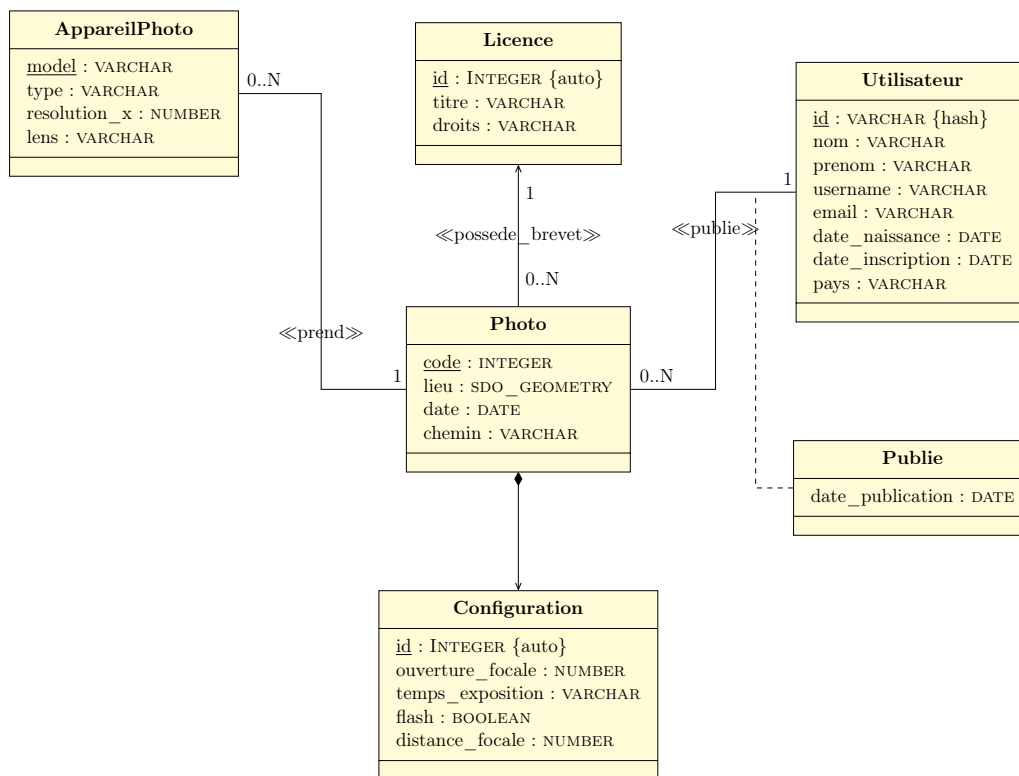 AppareilPhoto
model : VARCHAR
type : VARCHAR
resolution_x : NUMBER
lens : VARCHAR
0..N
≪prend≫
1
Licence
id : INTEGER {auto}
titre : VARCHAR
droits : VARCHAR
1
≪possede_brevet≫
0..N
Utilisateur
id : VARCHAR {hash}
nom : VARCHAR
prenom : VARCHAR
username : VARCHAR
email : VARCHAR
date_naissance : DATE
date_inscription : DATE
pays : VARCHAR
1
≪publie≫
0..N
Photo
code : INTEGER
lieu : SDO_GEOMETRY
date : DATE
chemin : VARCHAR
Publie
date_publication : DATE
Configuration
id : INTEGER {auto}
ouverture_focale : NUMBER
temps_exposition : VARCHAR
flash : BOOLEAN
distance_focale : NUMBER